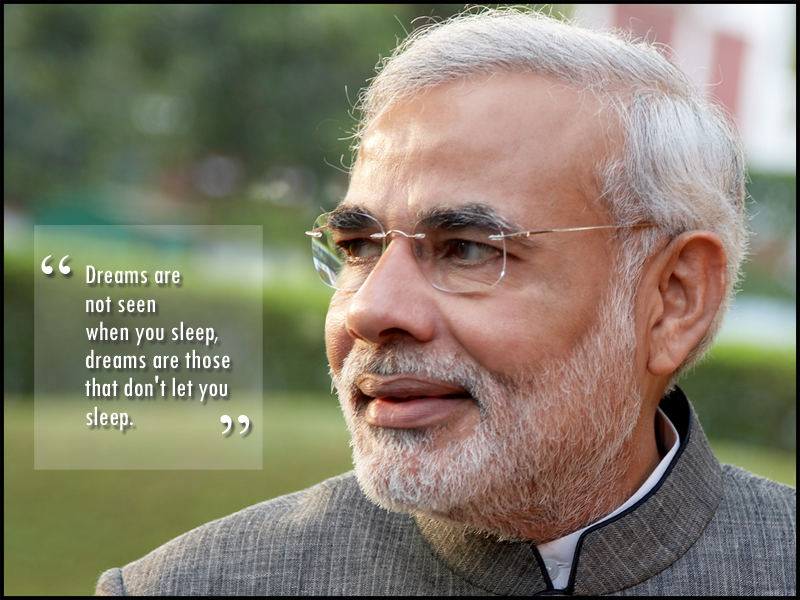 “ Dreams are
not seen
when you sleep,
dreams are those
that don't let you
sleep. ”